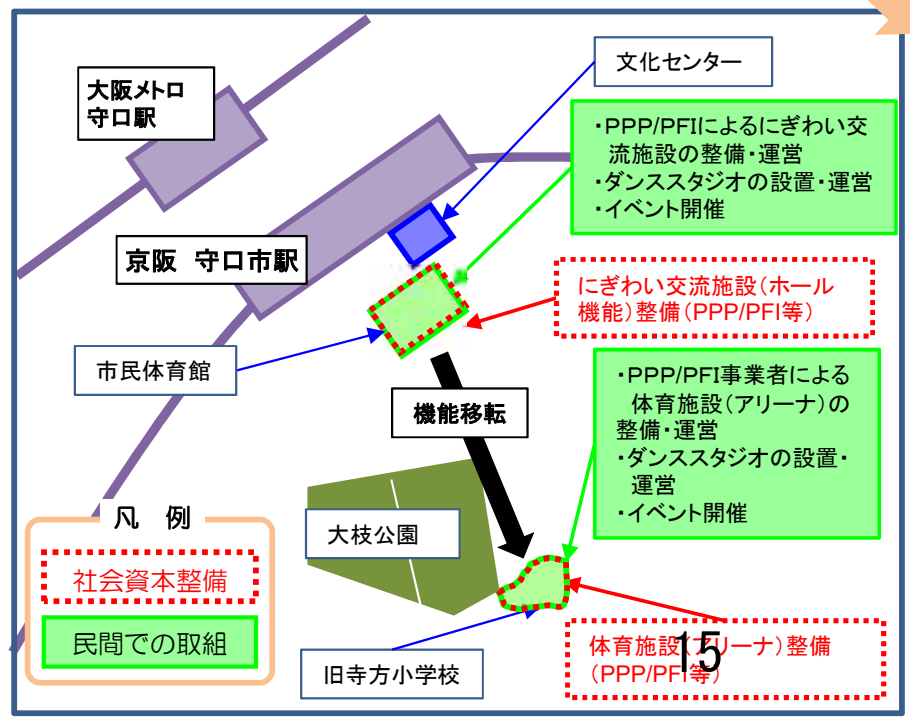 大阪メトロ
守口駅
文化センター
・PPP/PFIによるにぎわい交
流施設の整備・運営
・ダンススタジオの設置・運営
・イベント開催
京阪 守口市駅
にぎわい交流施設(ホール
機能)整備(PPP/PFI等)
市民体育館
機能移転
・PPP/PFI事業者による
体育施設(アリーナ)の
整備・運営
・ダンススタジオの設置・
運営
・イベント開催
大枝公園
凡 例
社会資本整備
民間での取組
旧寺方小学校
体育施設(アリーナ)整備
(PPP/PFI等)
15